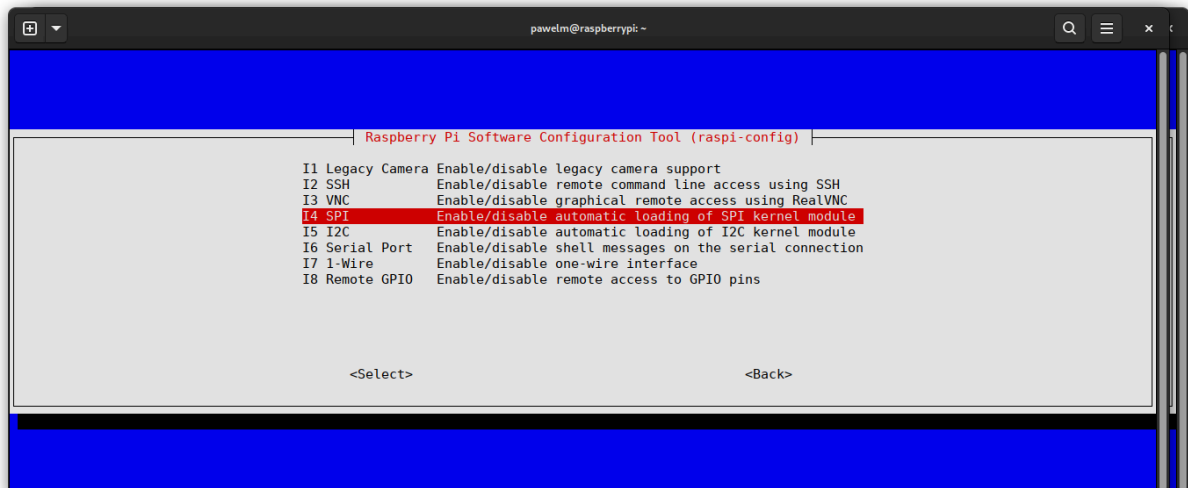 pawelm@raspberrypi: ~
Raspberry Pi Software Configuration Tool (raspi-config)
I1 Legacy Camera Enable/disable legacy camera support
I2 SSH Enable/disable remote command line access using SSH
I3 VNC Enable/disable graphical remote access using RealVNC
I4 SPI Enable/disable automatic loading of SPI kernel module
I5 I2C Enable/disable automatic loading of I2C kernel module
I6 Serial Port Enable/disable shell messages on the serial connection
I7 1-Wire Enable/disable one-wire interface
I8 Remote GPIO Enable/disable remote access to GPIO pins
<Select> <Back>